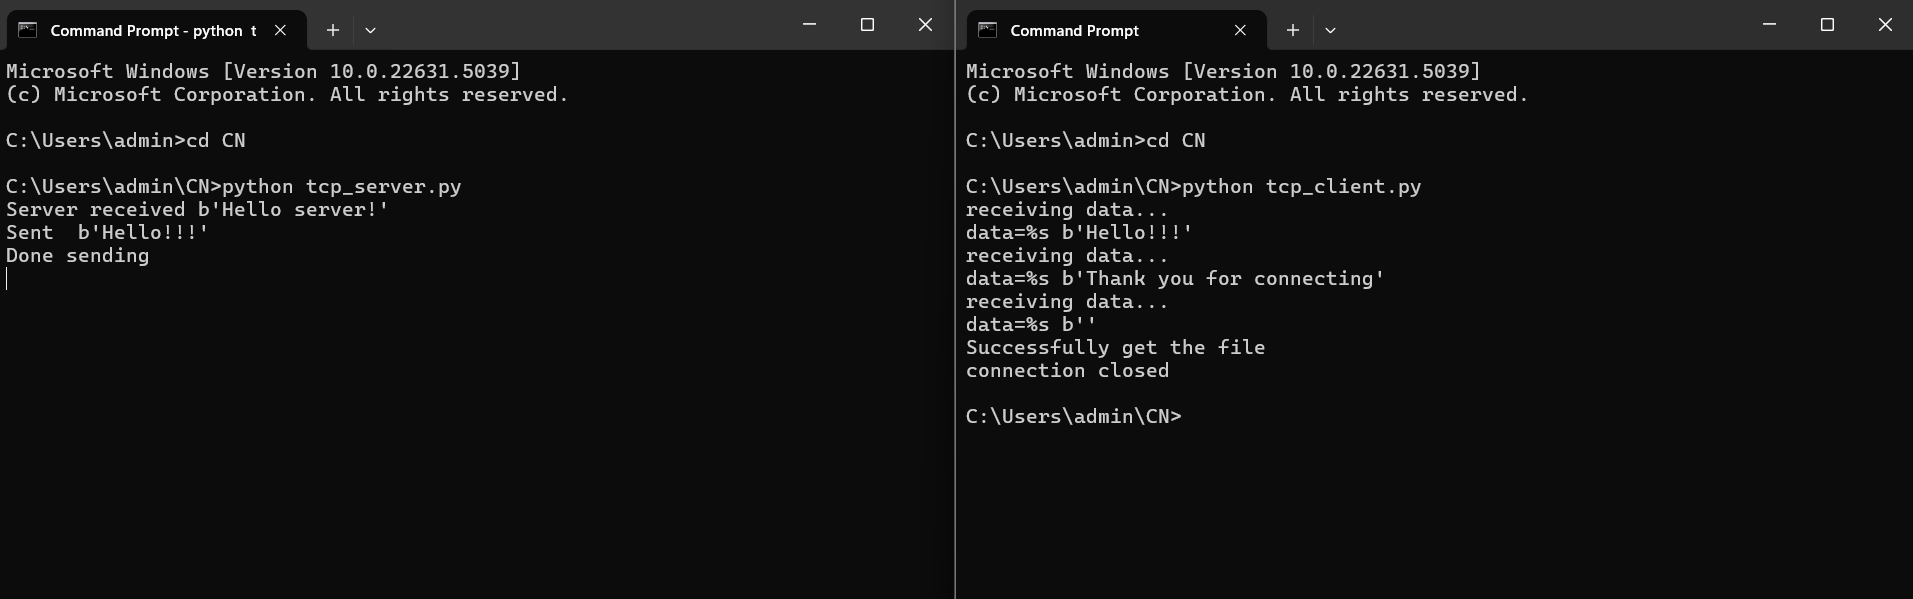 Command Prompt - python t
Microsoft Windows [Version 10.0.22631.5039]
(c) Microsoft Corporation. All rights reserved.
C:\Users\admin>cd CN
C:\Users\admin\CN>python tcp_server.py
Server received b'Hello server!'
Sent  b'Hello!!!'
Done sending
Command Prompt
Microsoft Windows [Version 10.0.22631.5039]
(c) Microsoft Corporation. All rights reserved.
C:\Users\admin>cd CN
C:\Users\admin\CN>python tcp_client.py
receiving data...
data=%s b'Hello!!!'
receiving data...
data=%s b'Thank you for connecting'
receiving data...
data=%s b''
Successfully get the file
connection closed
C:\Users\admin\CN>